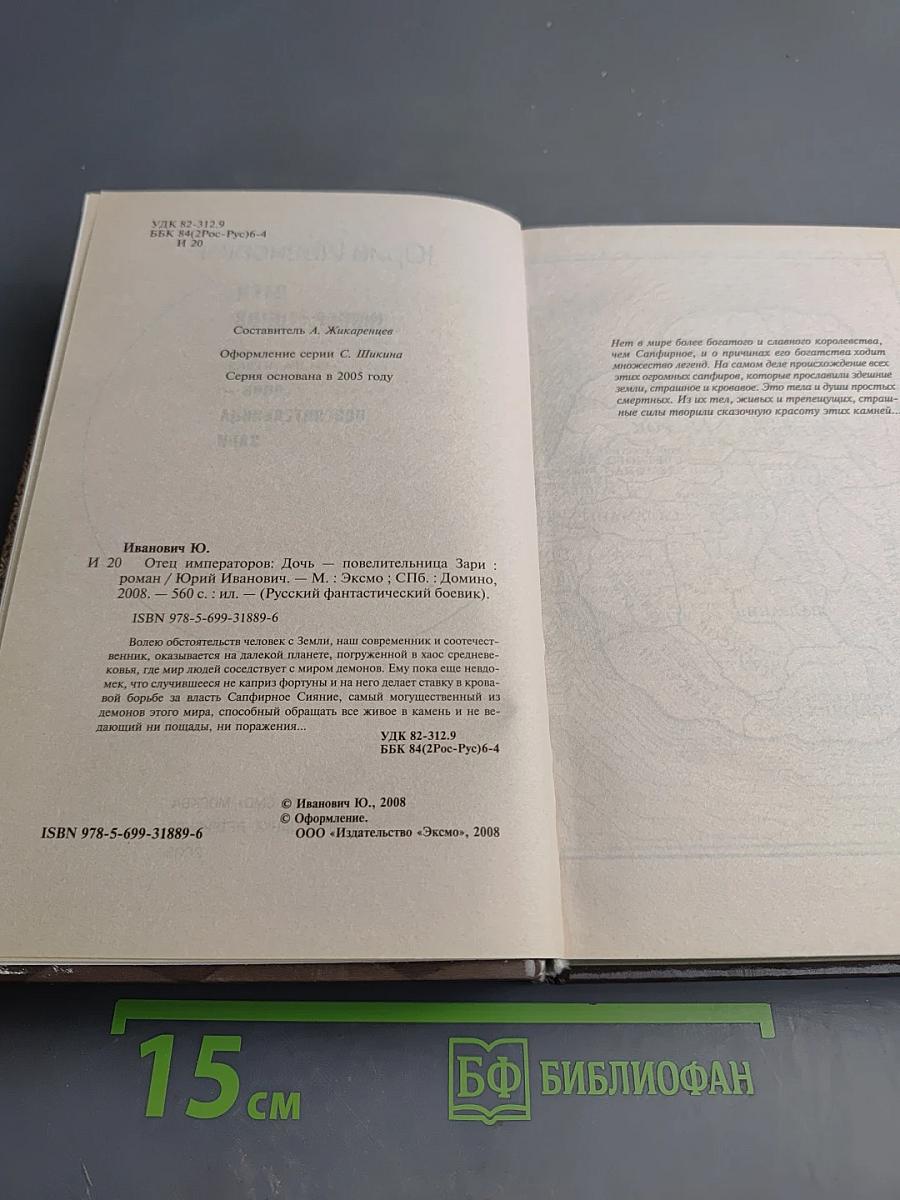 УДК 82-312.9
ББК 84(2Рос-Рус)6-4
И 20
Составитель А. Жикаренцев
Оформление серии С. Шикина
Серия основана в 2005 году
Иванович Ю.
И 20 Отец императоров: Дочь — повелительница Зари :
роман / Юрий Иванович. — М. : Эксмо ; СПб. : Домино,
2008. — 560 с. : ил. — (Русский фантастический боевик).
ISBN 978-5-699-31889-6
Волею обстоятельств человек с Земли, наш современник и соотечест-
венник, оказывается на далекой планете, погруженной в хаос средневе-
ковья, где мир людей соседствует с миром демонов. Ему пока еще невдо-
мек, что случившееся не каприз фортуны и на него делает ставку в крова-
вой борьбе за власть Сапфирное Сияние, самый могущественный из
демонов этого мира, способный обращать все живое в камень и не ве-
дающий ни пощады, ни поражения...
УДК 82-312.9
ББК 84(2Рос-Рус)6-4
© Иванович Ю., 2008
© Оформление.
ООО «Издательство «Эксмо», 2008
ISBN 978-5-699-31889-6
Нет в мире более богатого и славного королевства,
чем Сапфирное, и о причинах его богатства ходит
множество легенд. На самом деле происхождение всех
этих огромных сапфиров, которые прославили здешние
земли, страшное и кровавое. Это тела и души простых
смертных. Из их тел, живых и трепещущих, страш-
ные силы творили сказочную красоту этих камней...
15 см
БФ БИБЛИОФАН